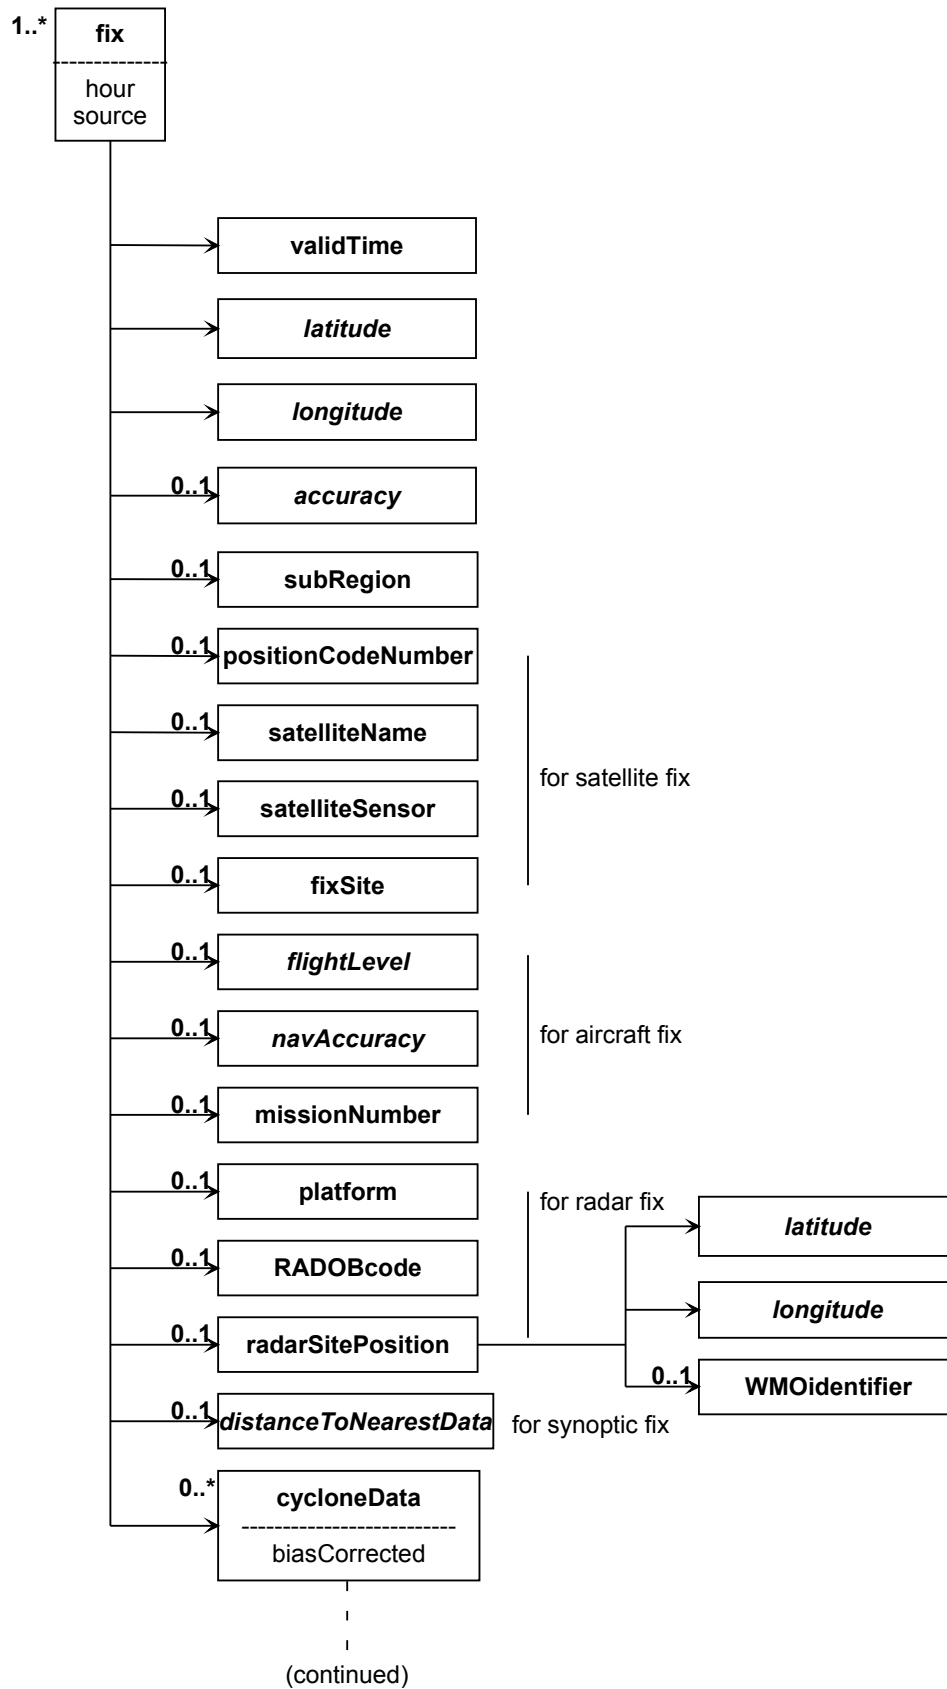 1..*
fix
hour
source
validTime
latitude
longitude
0..1
accuracy
0..1
subRegion
0..1
positionCodeNumber
0..1
satelliteName
for satellite fix
0..1
satelliteSensor
0..1
fixSite
0..1
flightLevel
0..1
navAccuracy
for aircraft fix
0..1
missionNumber
0..1
platform
for radar fix
latitude
0..1
RADOBcode
longitude
0..1
radarSitePosition
0..1
WMOidentifier
0..1
distanceToNearestData
for synoptic fix
0..*
cycloneData
biasCorrected
(continued)